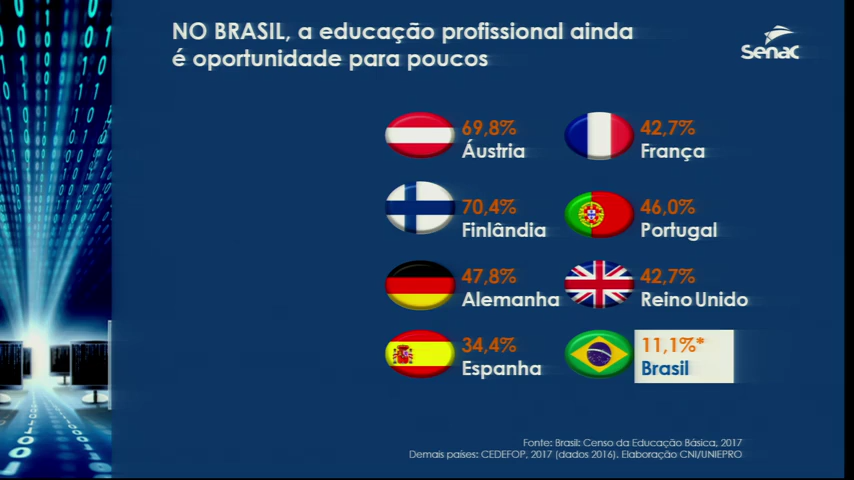 NO BRASIL, a educação profissional ainda
é oportunidade para poucos
Senac
69,8%
Áustria
42,7%
França
70,4%
Finlândia
46,0%
Portugal
47,8%
Alemanha
42,7%
Reino Unido
34,4%
Espanha
11,1%*
Brasil
Fonte: Brasil: Censo da Educação Básica, 2017
Demais países: CEDEFOP, 2017 (dados 2016). Elaboração CNI/UNIEPRO